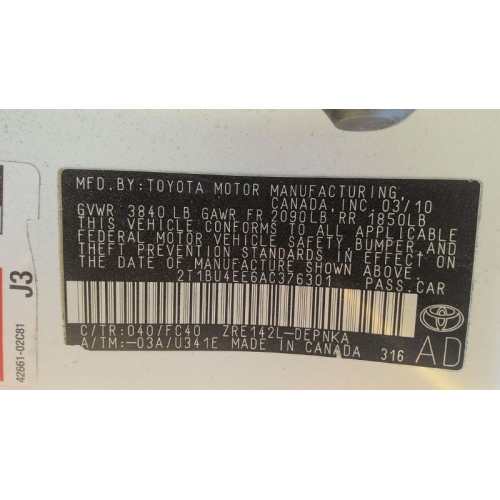 MFD.BY:TOYOTA MOTOR MANUFACTURING,
CANADA, INC. 03/10
GVWR 3840 LB GAWR FR 2090LB RR 1850LB
THIS VEHICLE CONFORMS TO ALL APPLICABLE
FEDERAL MOTOR VEHICLE SAFETY, BUMPER, AND
THEFT PREVENTION STANDARDS IN EFFECT ON
THE DATE OF MANUFACTURE SHOWN ABOVE.
2T1BU4EE6AC376301 PASS.CAR
C/TR:040/FC40 ZRE142L-DEPNKA
A/TM:-03A/U341E MADE IN CANADA 316 AD
J3
42661-02C81